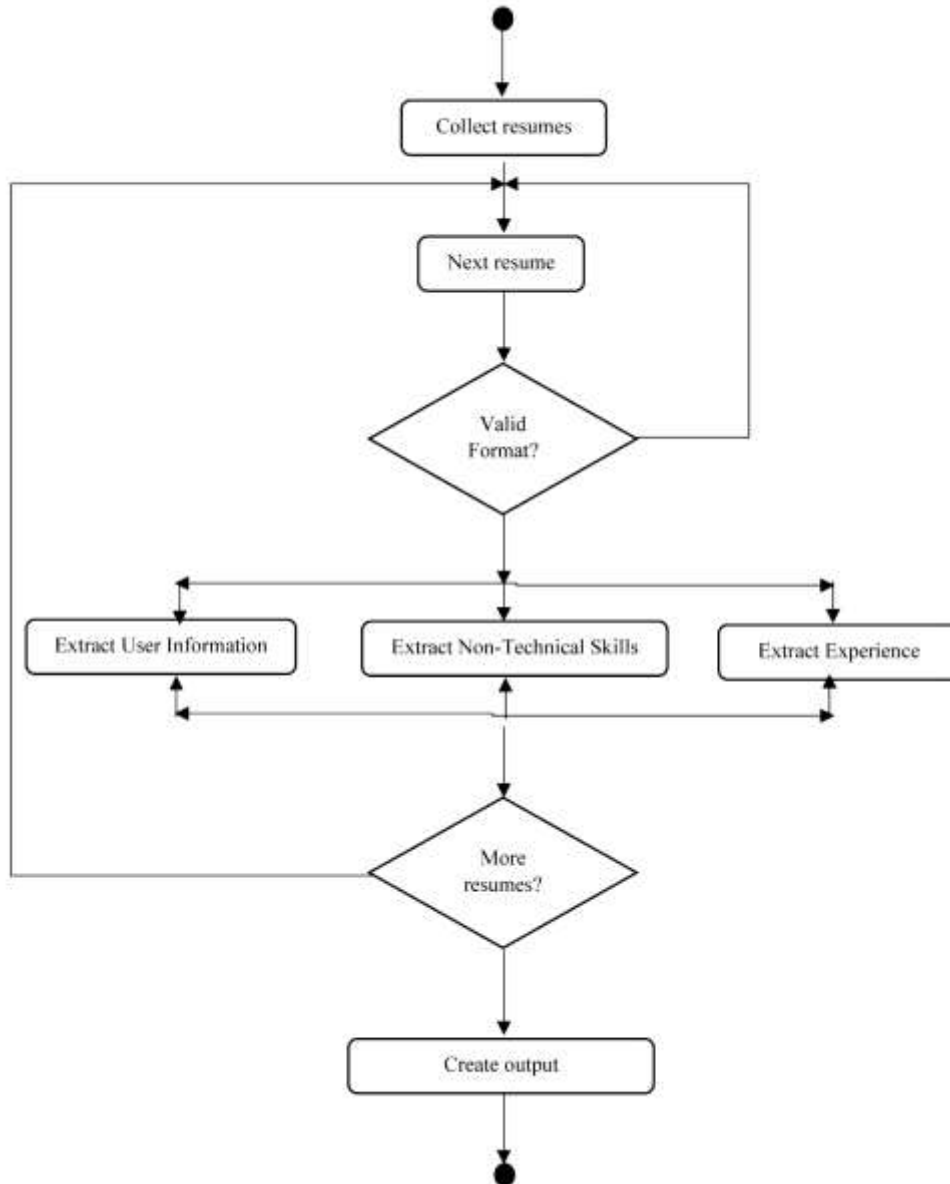 Collect resumes
Next resume
Valid
Format?
Extract User Information
Extract Non-Technical Skills
Extract Experience
More
resumes?
Create output